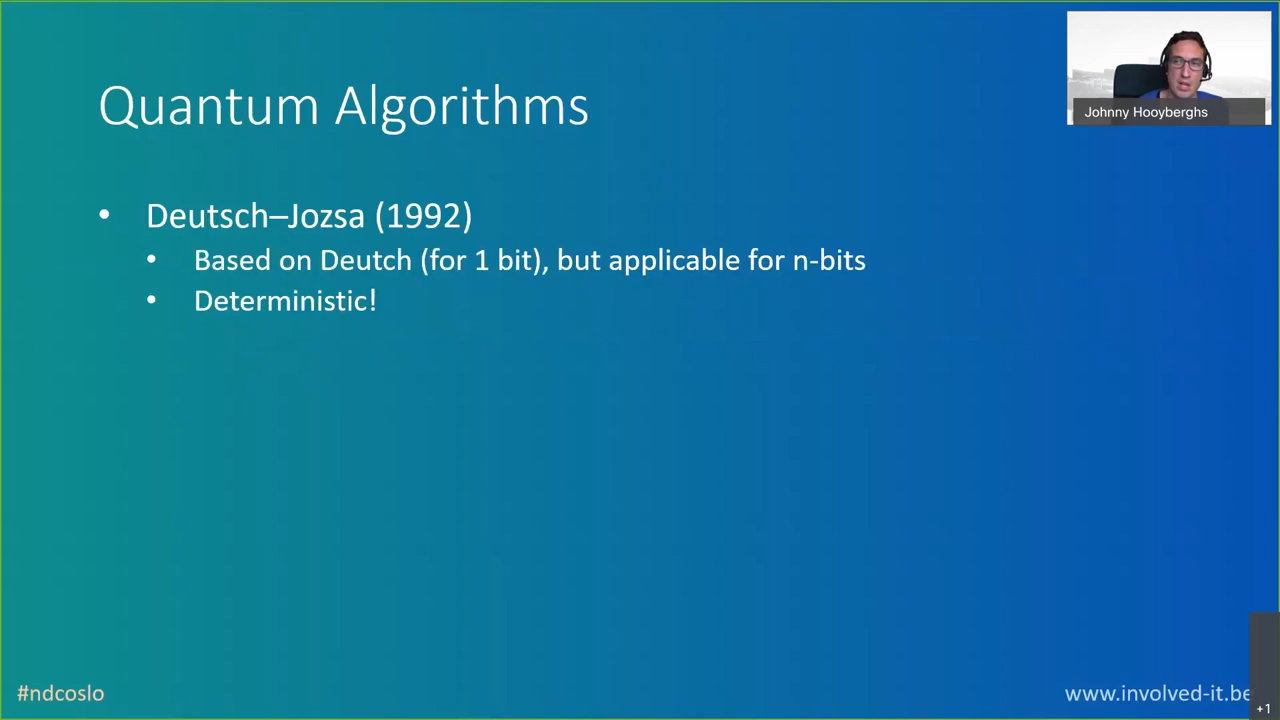 Johnny Hooyberghs
Quantum Algorithms
• Deutsch–Jozsa (1992)
• Based on Deutch (for 1 bit), but applicable for n-bits
• Deterministic!
#ndcoslo
www.involved-it.be
+1